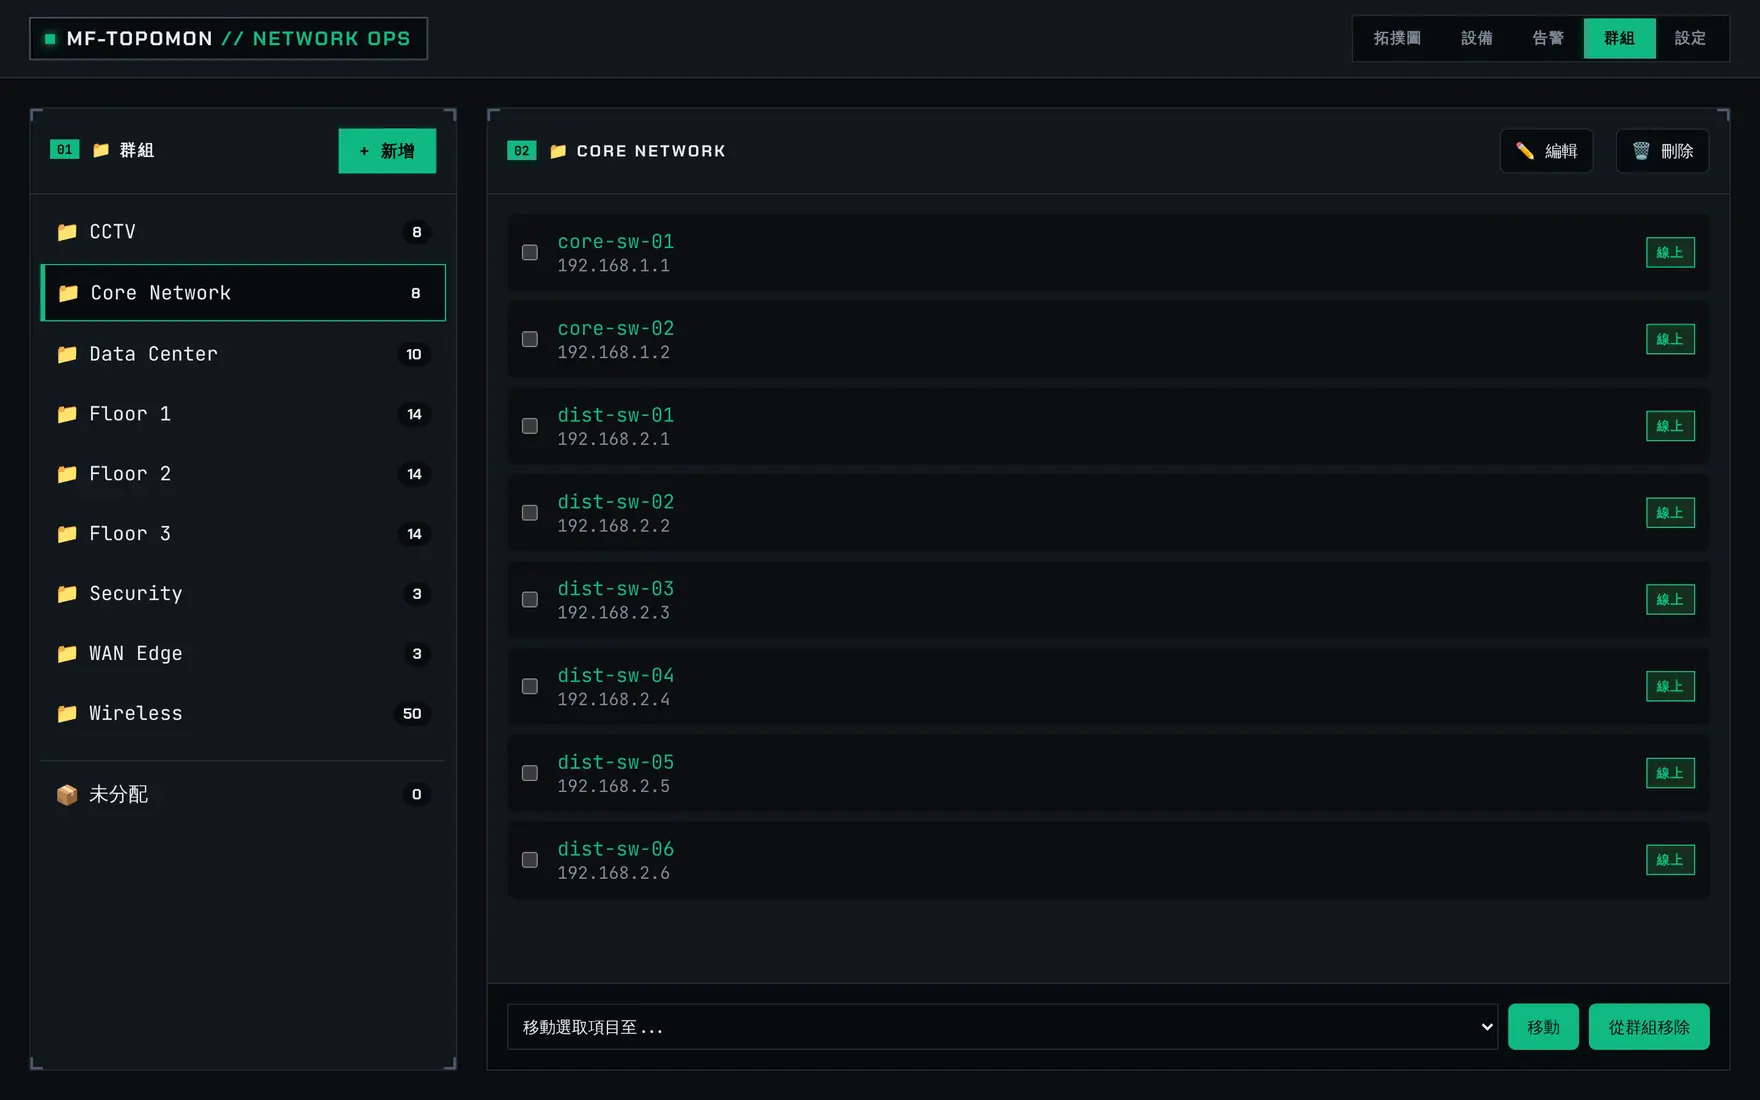 MF-TOPOMON // NETWORK OPS
拓撲圖
設備
告警
群組
設定
01 群組
+ 新增
CCTV 8
Core Network 8
Data Center 10
Floor 1 14
Floor 2 14
Floor 3 14
Security 3
WAN Edge 3
Wireless 50
未分配 0
02 CORE NETWORK
編輯
刪除
core-sw-01
192.168.1.1
線上
core-sw-02
192.168.1.2
線上
dist-sw-01
192.168.2.1
線上
dist-sw-02
192.168.2.2
線上
dist-sw-03
192.168.2.3
線上
dist-sw-04
192.168.2.4
線上
dist-sw-05
192.168.2.5
線上
dist-sw-06
192.168.2.6
線上
移動選取項目至...
移動
從群組移除